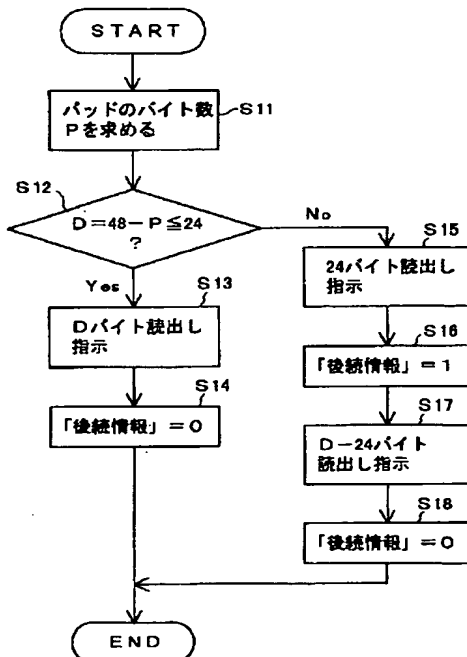 START
パッドのバイト数
Pを求める
S11
S12
D=48-P≦24
?
No
Yes
S13
Dバイト読出し
指示
S14
「後続情報」=0
S15
24バイト読出し
指示
S16
「後続情報」=1
S17
D-24バイト
読出し指示
S18
「後続情報」=0
END